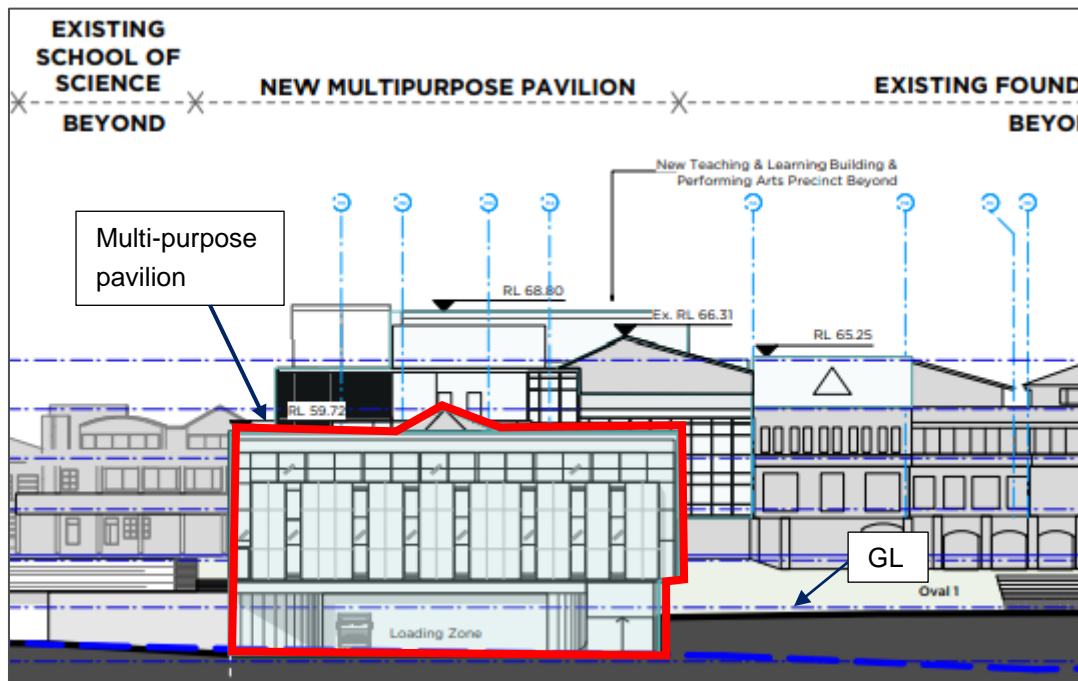 EXISTING
SCHOOL OF
SCIENCE
BEYOND
NEW MULTIPURPOSE PAVILION
EXISTING FOUND
BEYO
New Teaching & Learning Building &
Performing Arts Precinct Beyond
Multi-purpose
pavilion
RL 68.80
Ex. RL 66.31
RL 65.25
RL 59.72
GL
Oval 1
Loading Zone